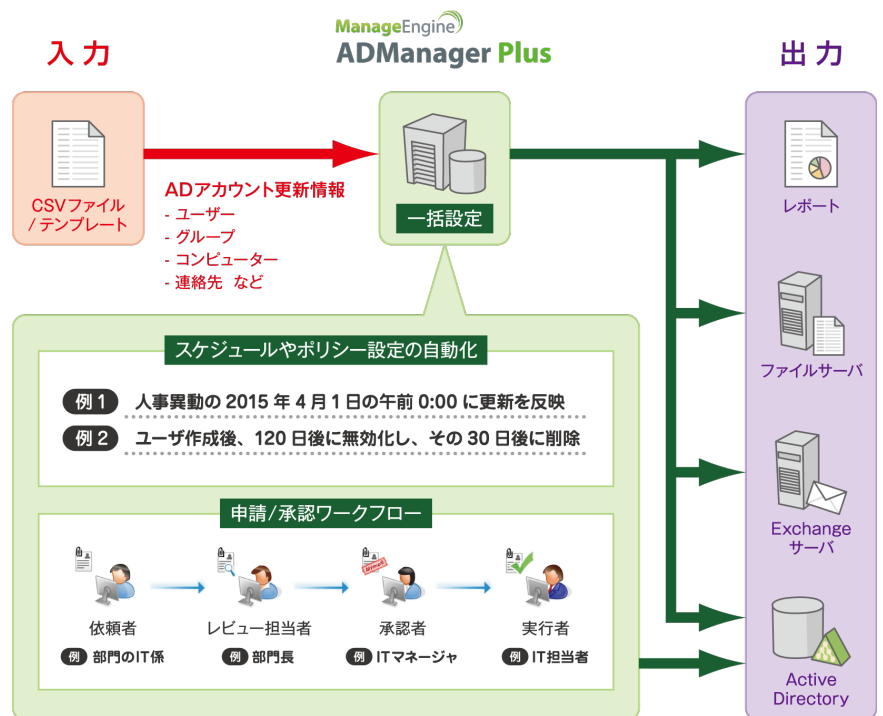 入力
ManageEngine
ADManager Plus
出力
CSVファイル
/テンプレート
ADアカウント更新情報
- ユーザー
- グループ
- コンピューター
- 連絡先 など
一括設定
レポート
ファイルサーバ
Exchange
サーバ
Active
Directory
スケジュールやポリシー設定の自動化
例1 人事異動の 2015 年 4 月 1 日の午前 0:00 に更新を反映
例2 ユーザ作成後、120 日後に無効化し、その 30 日後に削除
申請/承認ワークフロー
依頼者 レビュー担当者 承認者 実行者
例 部門のIT係 例 部門長 例 ITマネージャ 例 IT担当者